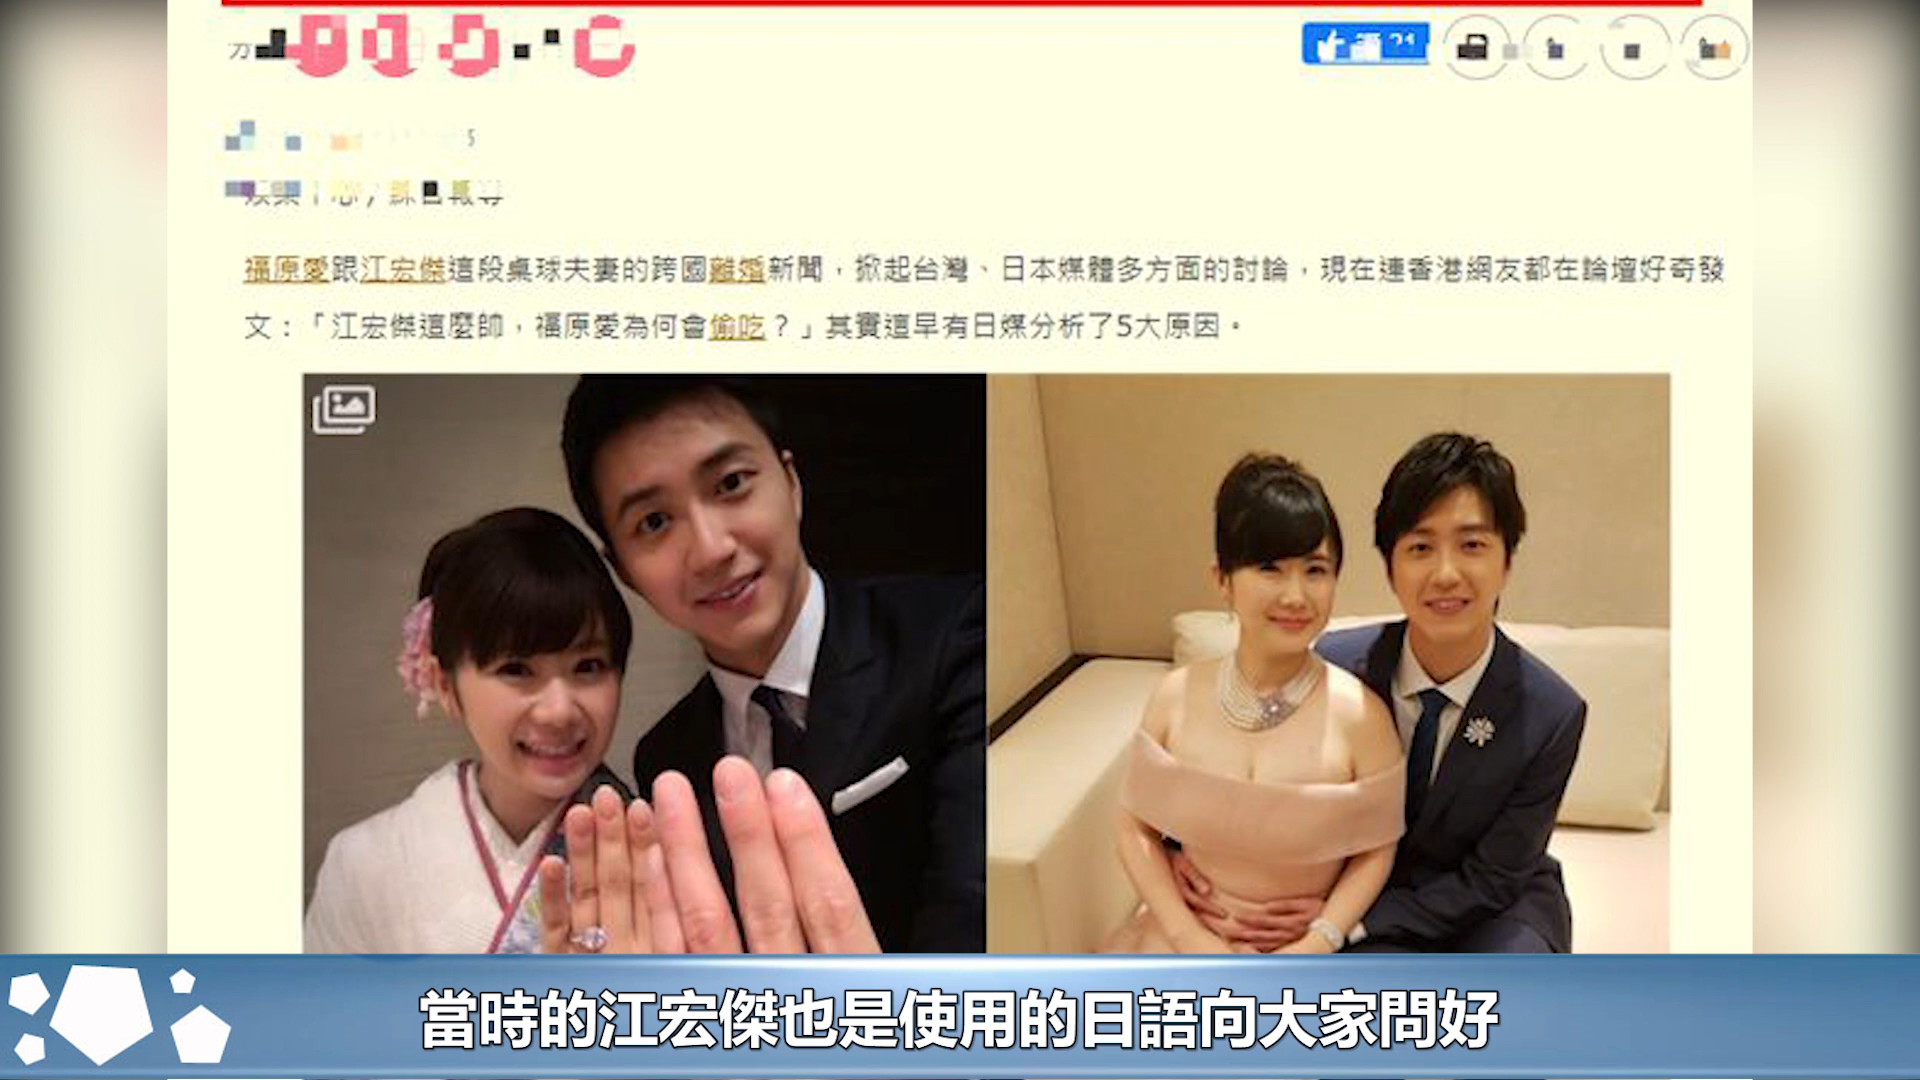 福原愛跟江宏傑這段桌球夫妻的跨國離婚新聞，掀起台灣、日本媒體多方面的討論，現在連香港網友都在論壇好奇發
文：「江宏傑這麼帥，福原愛為何會偷吃？」其實這早有日媒分析了5大原因。
當時的江宏傑也是使用的日語向大家問好